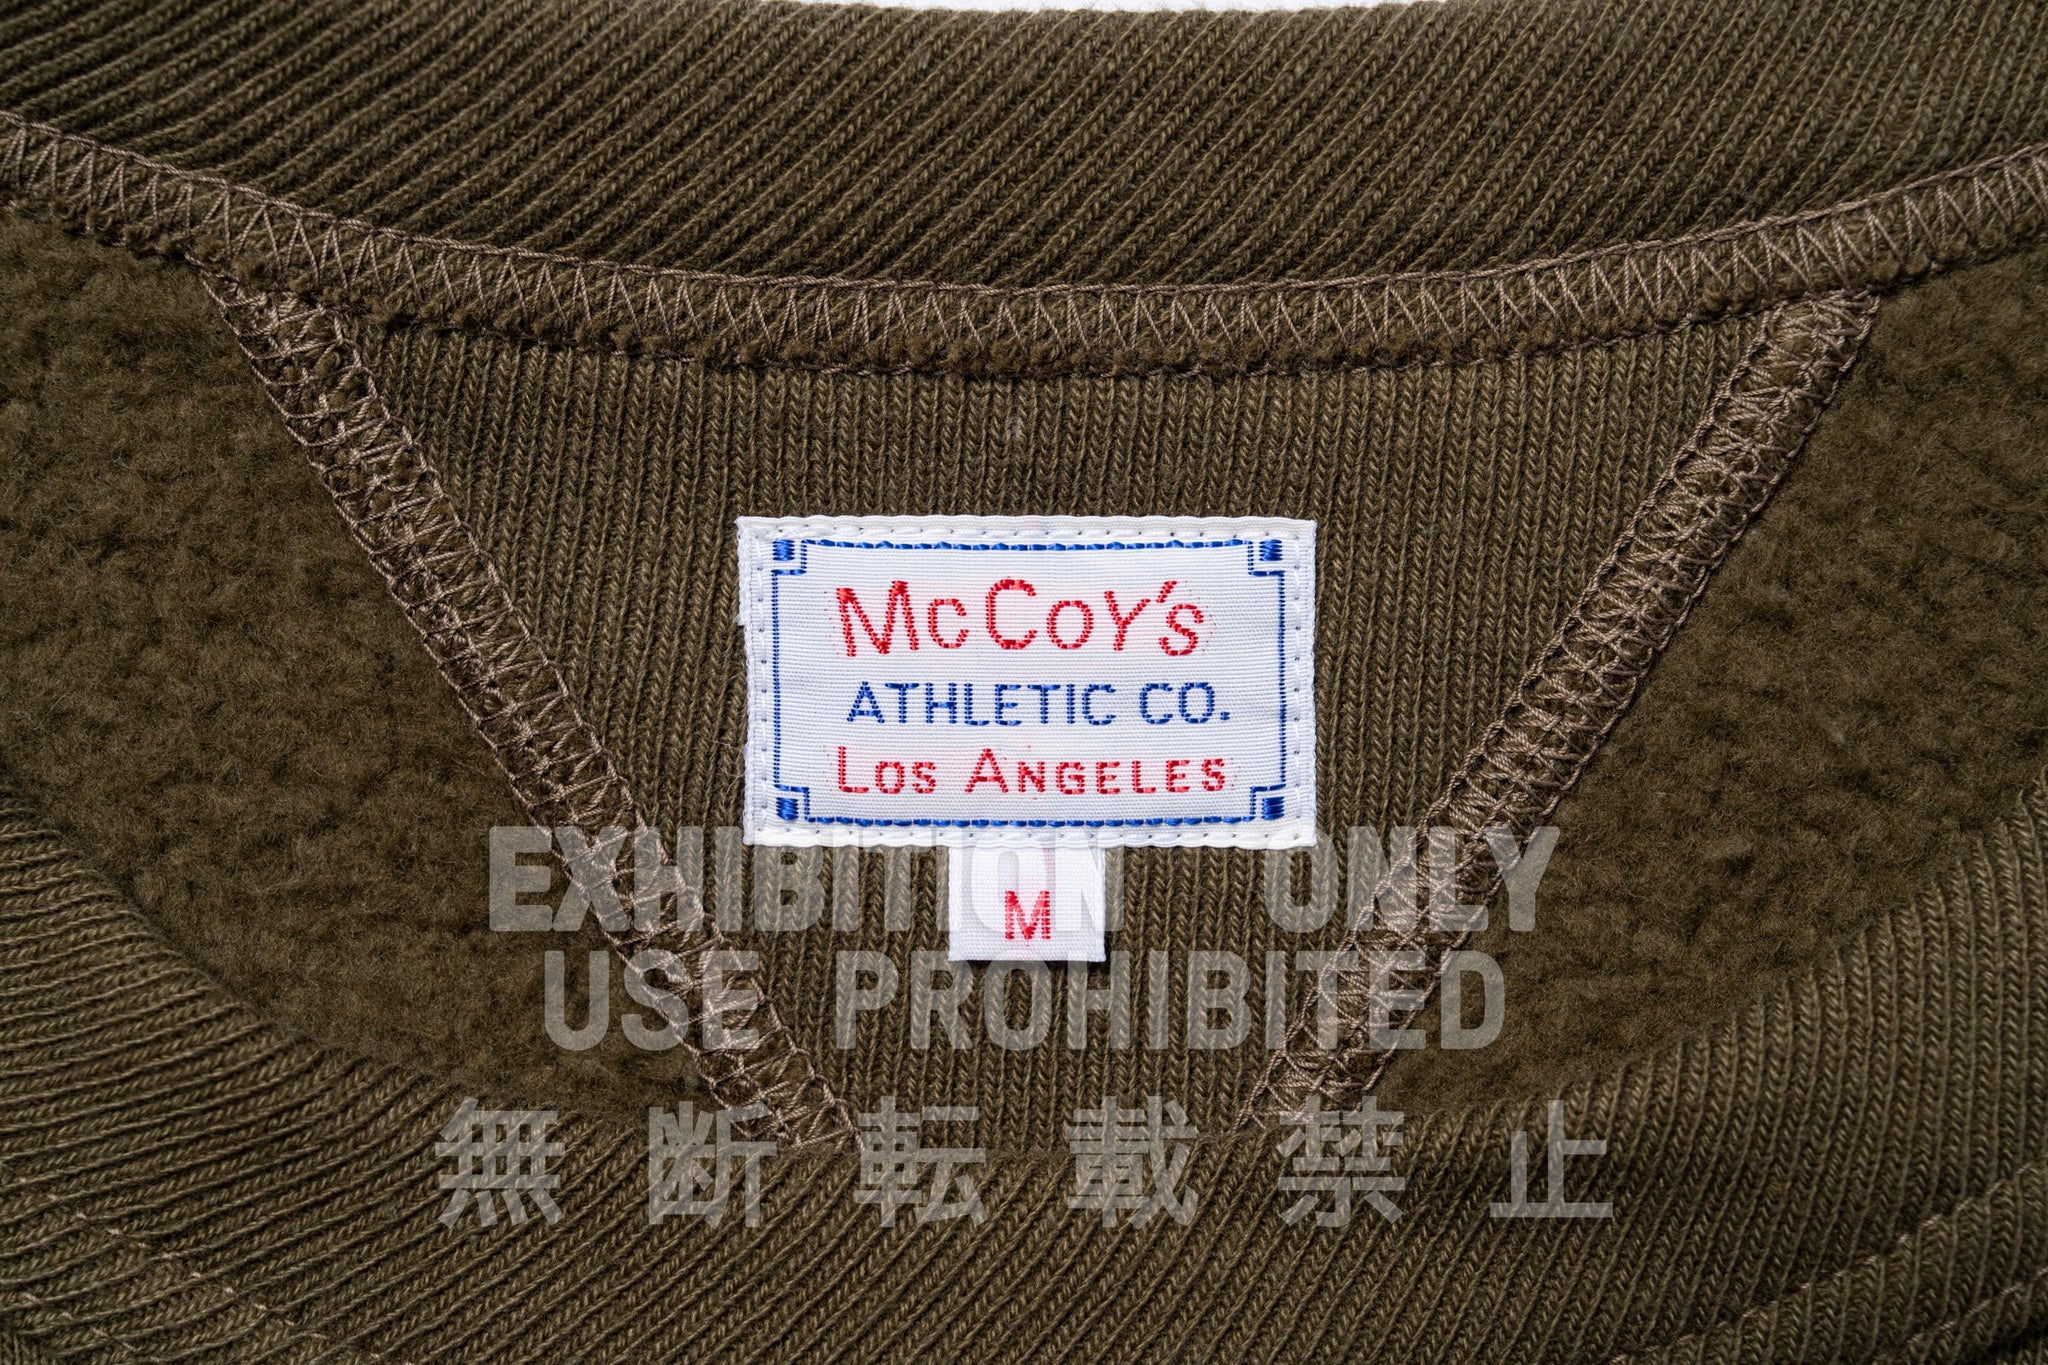 McCoy's
ATHLETIC CO.
Los Angeles
M
EXHIBITION ONLY
USE PROHIBITED
無断転載禁止